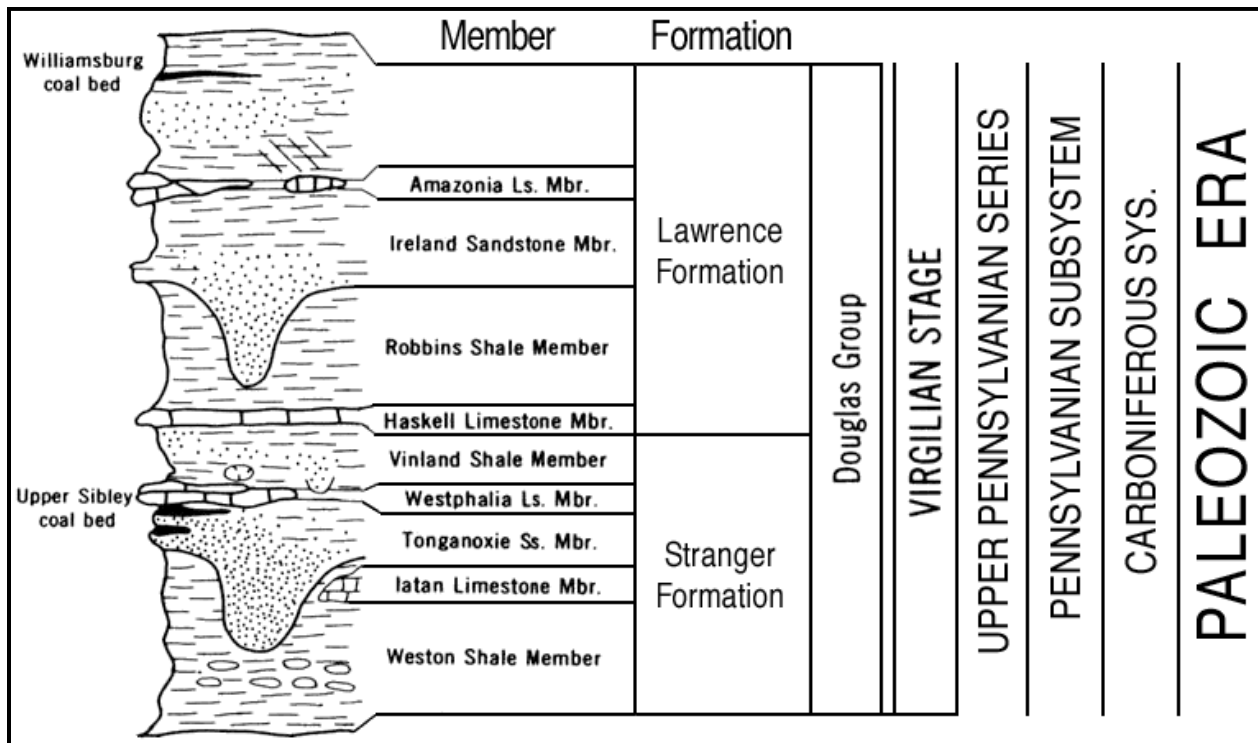 Member
Formation
Williamsburg
coal bed
Amazonia Ls. Mbr.
Ireland Sandstone Mbr.
Lawrence
Formation
Robbins Shale Member
Haskell Limestone Mbr.
Vinland Shale Member
Upper Sibley
coal bed
Westphalia Ls. Mbr.
Tonganoxie Ss. Mbr.
Stranger
Formation
Iatan Limestone Mbr.
Weston Shale Member
Douglas Group
VIRGILIAN STAGE
UPPER PENNSYLVANIAN SERIES
PENNSYLVANIAN SUBSYSTEM
CARBONIFEROUS SYS.
PALEOZOIC ERA